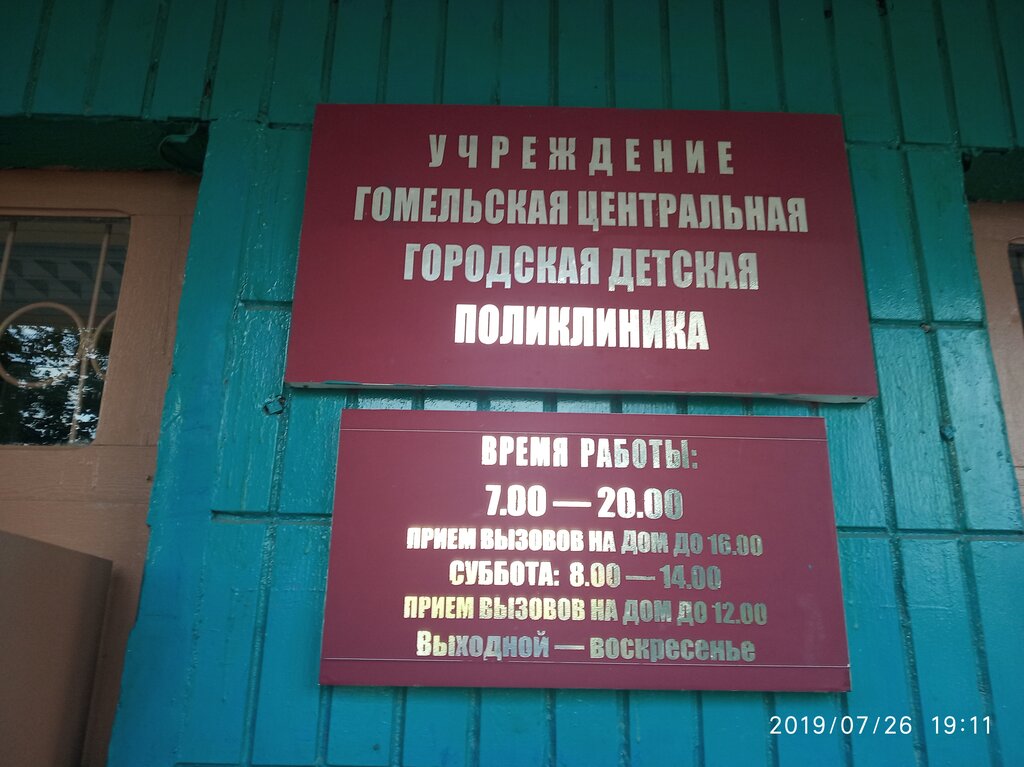 УЧРЕЖДЕНИЕ
ГОМЕЛЬСКАЯ ЦЕНТРАЛЬНАЯ
ГОРОДСКАЯ ДЕТСКАЯ
ПОЛИКЛИНИКА
ВРЕМЯ РАБОТЫ:
7.00 — 20.00
ПРИЕМ ВЫЗОВОВ НА ДОМ ДО 16.00
СУББОТА: 8.00 — 14.00
ПРИЕМ ВЫЗОВОВ НА ДОМ ДО 12.00
Выходной — воскресенье
2019/07/26 19:11